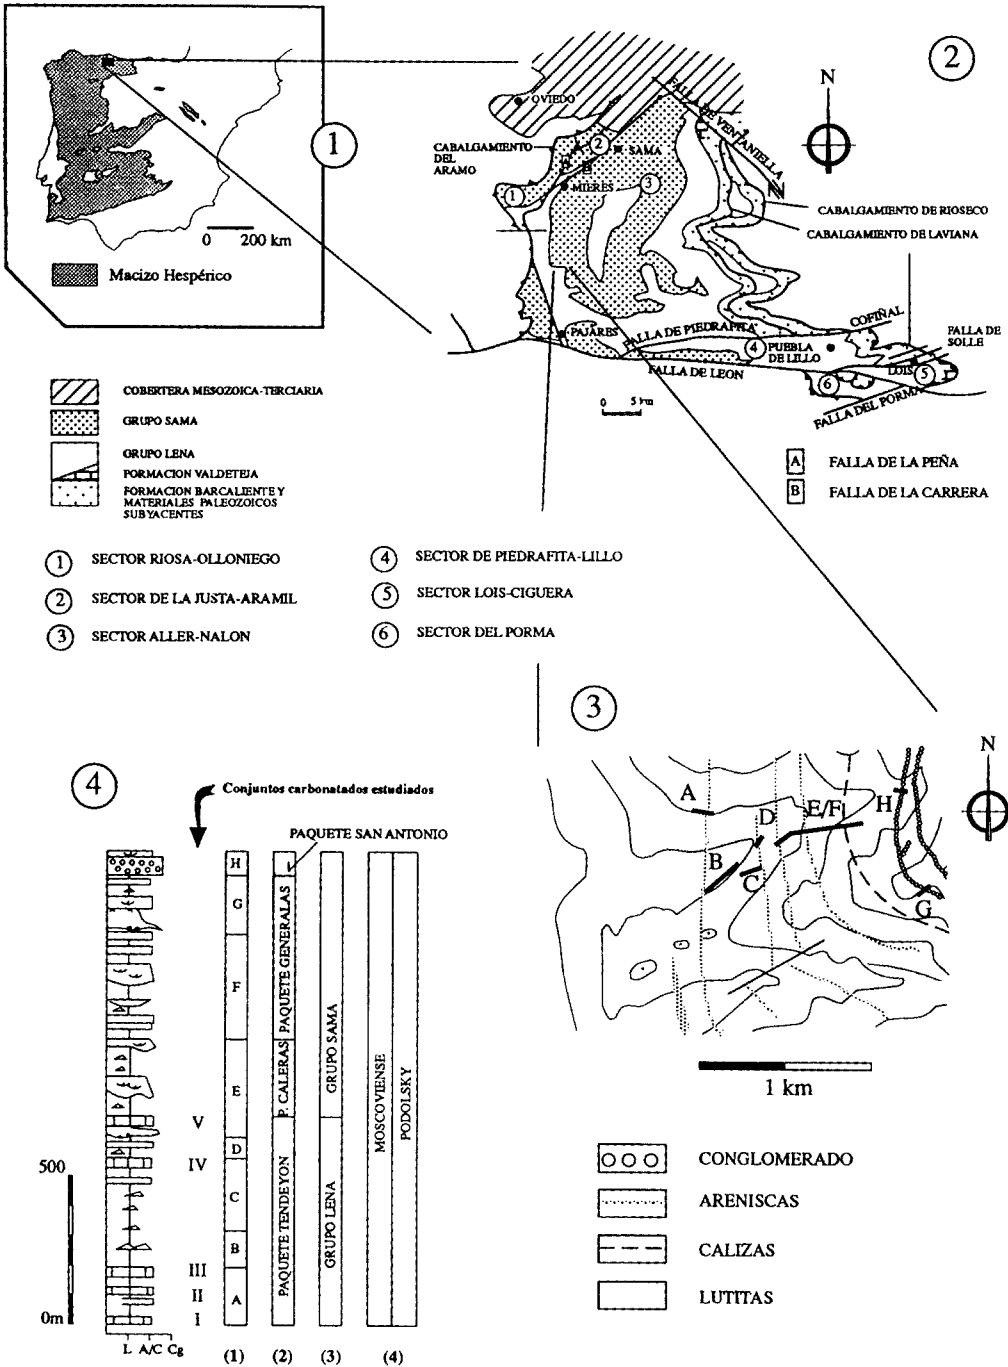 1
0 200 km
Macizo Hespérico
2
N
OVIEDO
FALLA DE VENTANIELLA
CABALGAMIENTO
DEL
ARAMO
2
SAMA
A
B
MIERES
3
1
CABALGAMIENTO DE RIOSECO
CABALGAMIENTO DE LAVIANA
PAJARES
FALLA DE PIEDRAFITA
COFIÑAL
FALLA DE
SOLLE
4
PUEBLA
DE LILLO
LOIS
5
6
FALLA DE LEON
FALLA DEL PORMA
0 5 km
COBERTERA MESOZOICA-TERCIARIA
GRUPO SAMA
GRUPO LENA
FORMACION VALDETEJA
FORMACION BARCALIENTE Y
MATERIALES PALEOZOICOS
SUBYACENTES
A FALLA DE LA PEÑA
B FALLA DE LA CARRERA
1 SECTOR RIOSA-OLLONIEGO
2 SECTOR DE LA JUSTA-ARAMIL
3 SECTOR ALLER-NALON
4 SECTOR DE PIEDRAFITA-LILLO
5 SECTOR LOIS-CIGUERA
6 SECTOR DEL PORMA
3
N
A
B
C
D
E/F
H
G
1 km
CONGLOMERADO
ARENISCAS
CALIZAS
LUTITAS
4
Conjuntos carbonatados estudiados
PAQUETE SAN ANTONIO
H
G
F
E
D
C
B
A
V
IV
III
II
I
PAQUETE GENERALAS
P. CALERAS
PAQUETE TENDEYON
GRUPO SAMA
GRUPO LENA
MOSCOVIENSE
PODOLSKY
500
0m
L A/C Cg
(1) (2) (3) (4)